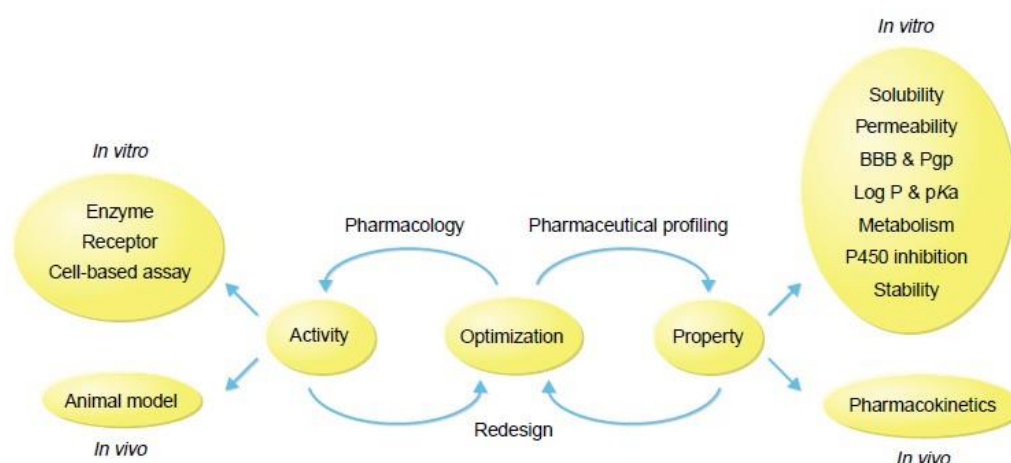 In vitro
Solubility
Permeability
BBB & Pgp
Log P & pKa
Metabolism
P450 inhibition
Stability
In vitro
Enzyme
Receptor
Cell-based assay
Pharmacology
Pharmaceutical profiling
Activity
Optimization
Property
Animal model
In vivo
Redesign
Pharmacokinetics
In vivo